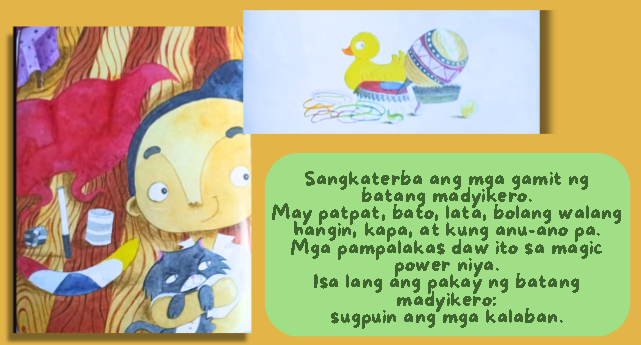 Sangkaterba ang mga gamit ng
batang madyikero.
May patpat, bato, lata, bolang walang
hangin, kapa, at kung anu-ano pa.
Mga pampalakas daw ito sa magic
power niya.
Isa lang ang pakay ng batang
madyikero:
sugpuin ang mga kalaban.